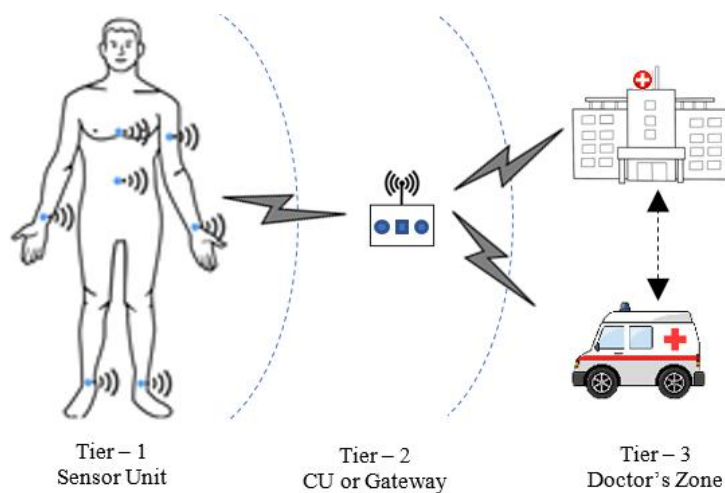 Tier – 1
Sensor Unit
Tier – 2
CU or Gateway
Tier – 3
Doctor's Zone